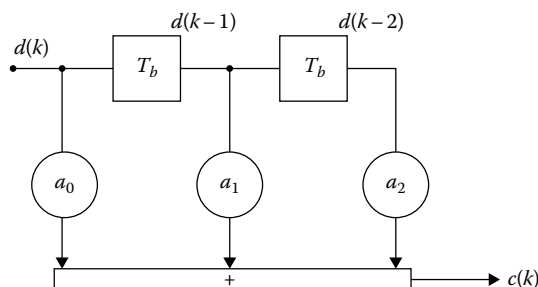 d(k−1) d(k−2)
d(k)
T_b T_b
a_0 a_1 a_2
+
c(k)